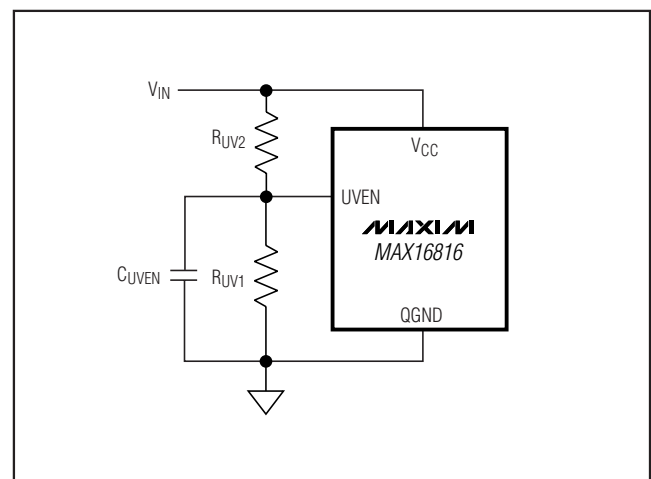 VIN
RUV2
VCC
UVEN
MAXIM
MAX16816
CUVEN
RUV1
QGND